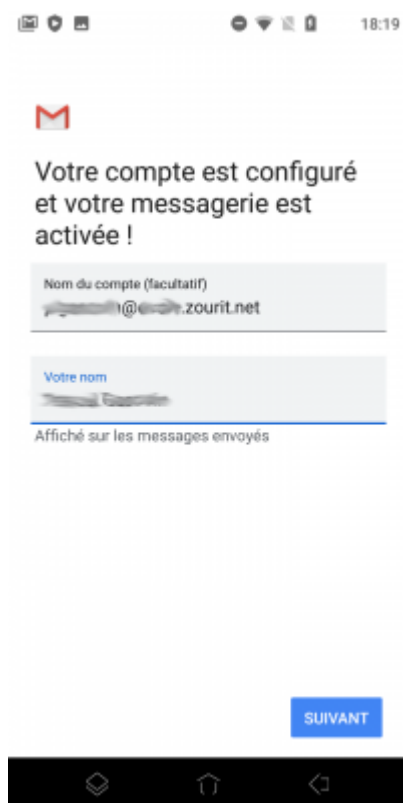 18:19
Votre compte est configuré
et votre messagerie est
activée !
Nom du compte (facultatif)
@ .zourit.net
Votre nom
Affiché sur les messages envoyés
SUIVANT